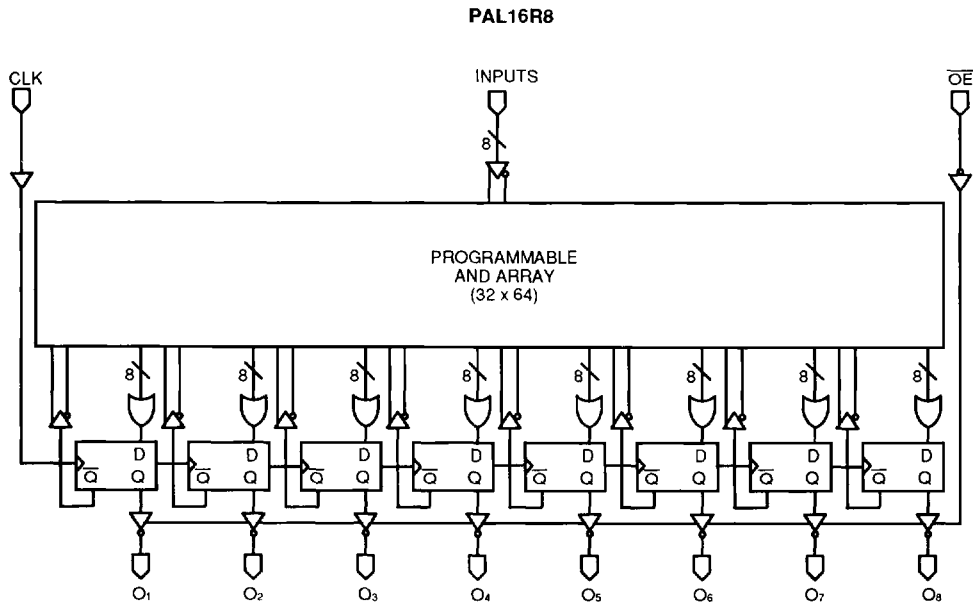 PAL16R8
CLK INPUTS O̅E̅
8
PROGRAMMABLE
AND ARRAY
(32 x 64)
8 8 8 8 8 8 8 8
D D D D D D D D
Q̅ Q Q̅ Q Q̅ Q Q̅ Q Q̅ Q Q̅ Q Q̅ Q Q̅ Q
O₁ O₂ O₃ O₄ O₅ O₆ O₇ O₈